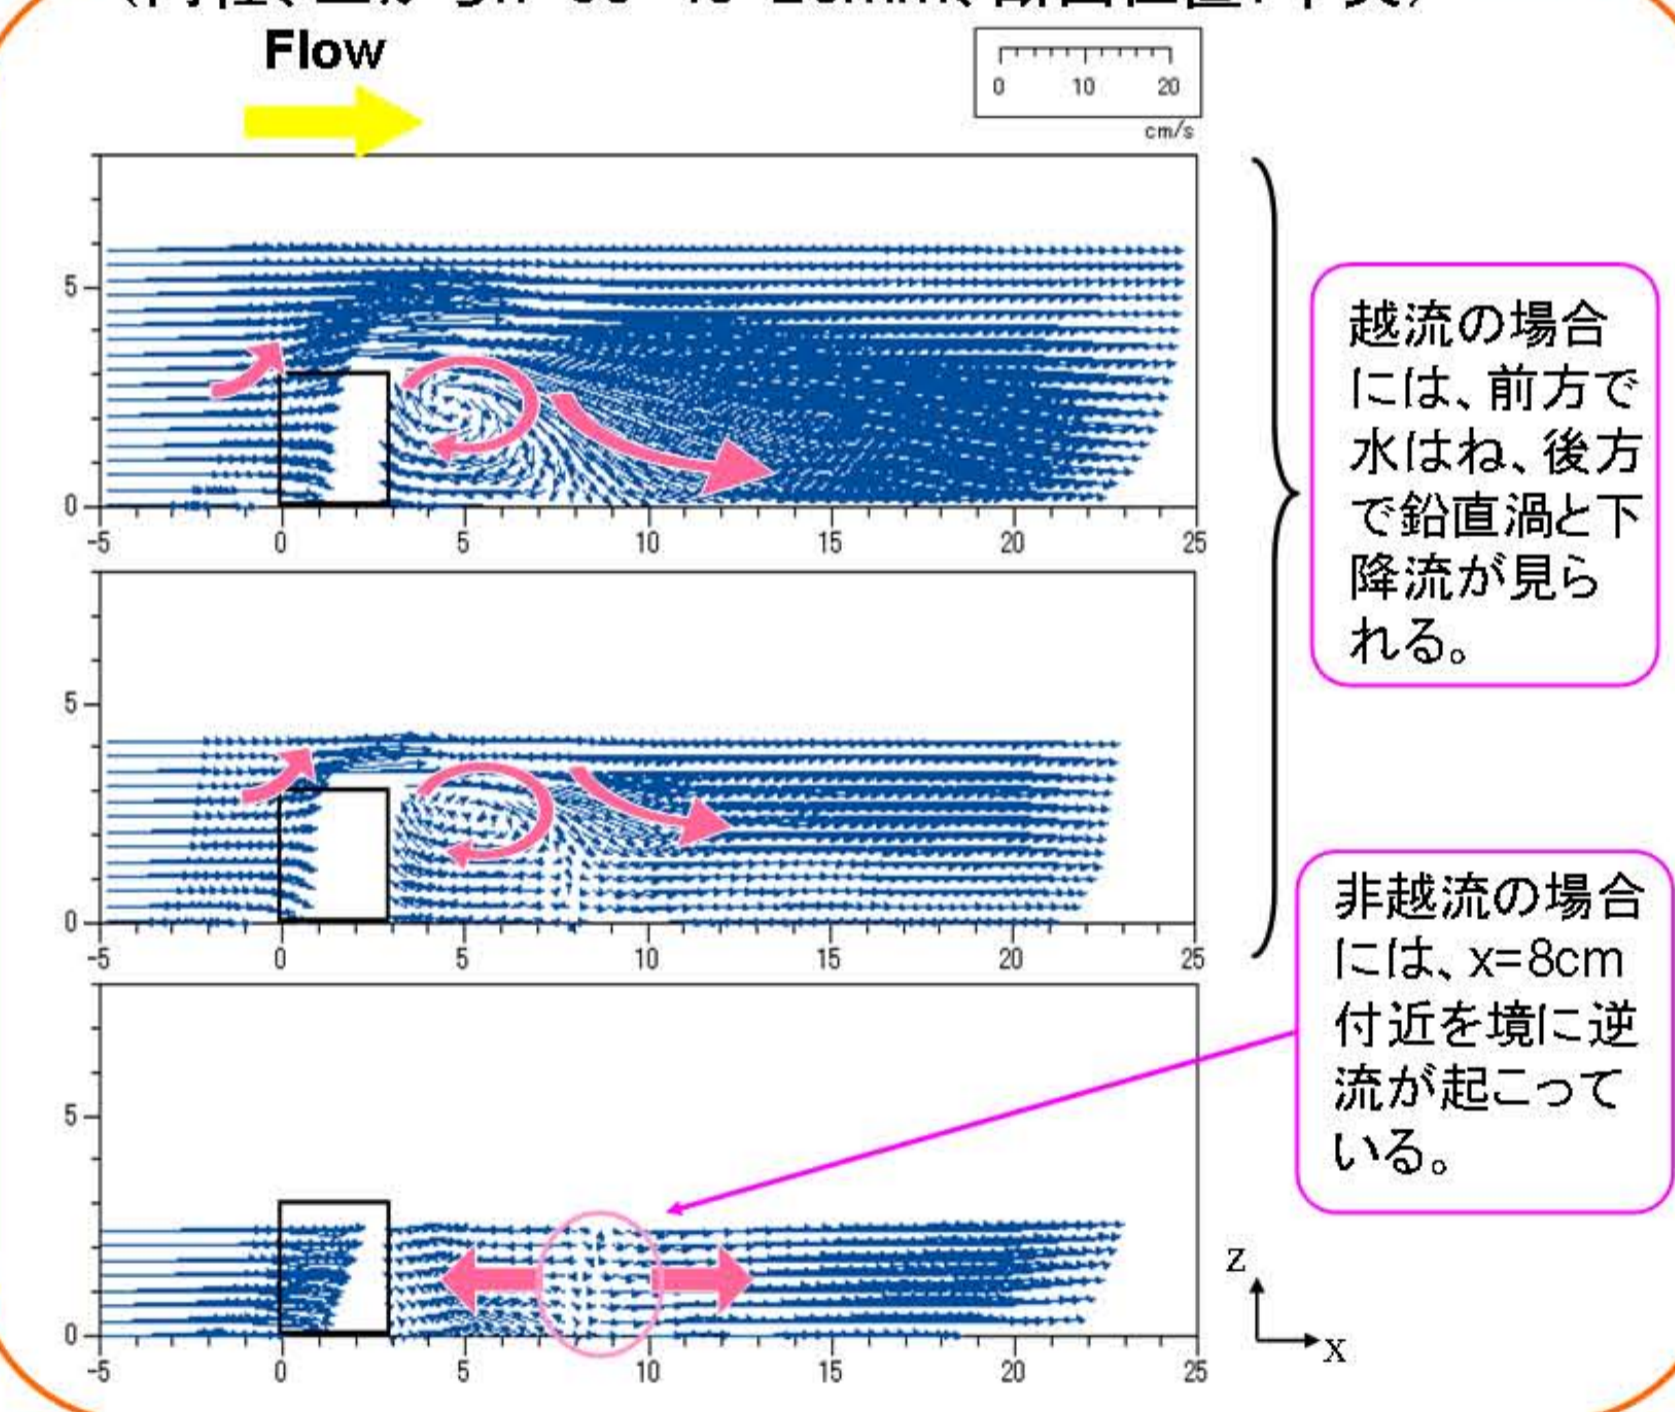 Flow
0 10 20
cm/s
5
0
-5 0 5 10 15 20 25
5
0
-5 0 5 10 15 20 25
5
0
-5 0 5 10 15 20 25
越流の場合
には、前方で
水はね、後方
で鉛直渦と下
降流が見ら
れる。
非越流の場合
には、x=8cm
付近を境に逆
流が起こって
いる。
Z
X